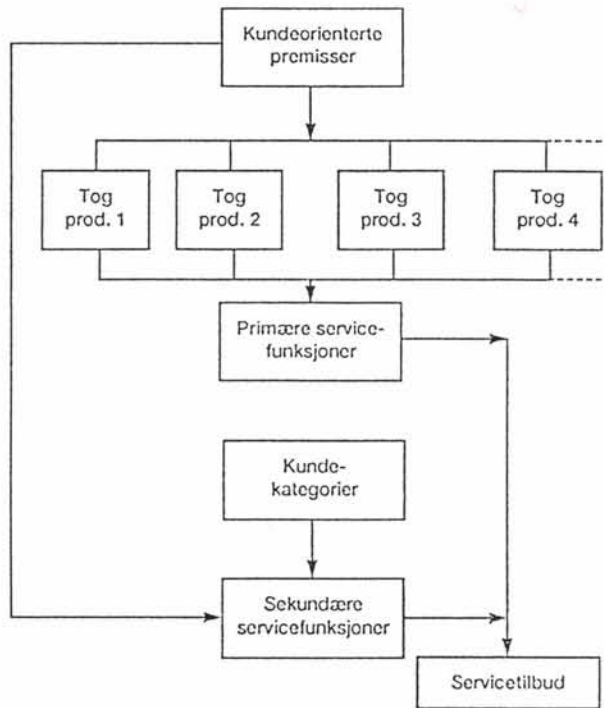 Kundeorienterte
premisser
Tog
prod. 1
Tog
prod. 2
Tog
prod. 3
Tog
prod. 4
Primære service-
funksjoner
Kunde-
kategorier
Sekundære
servicefunksjoner
Servicetilbud